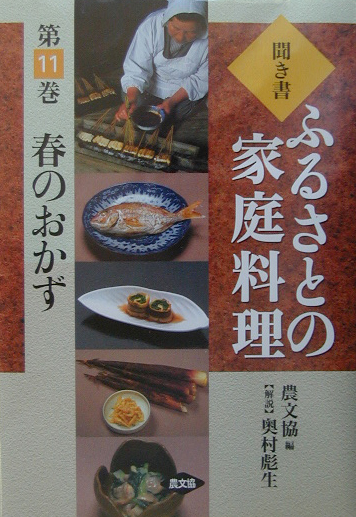 聞き書
ふるさとの
家庭料理
第11巻
春のおかず
農文協 編
【解説】奥村彪生
農文協